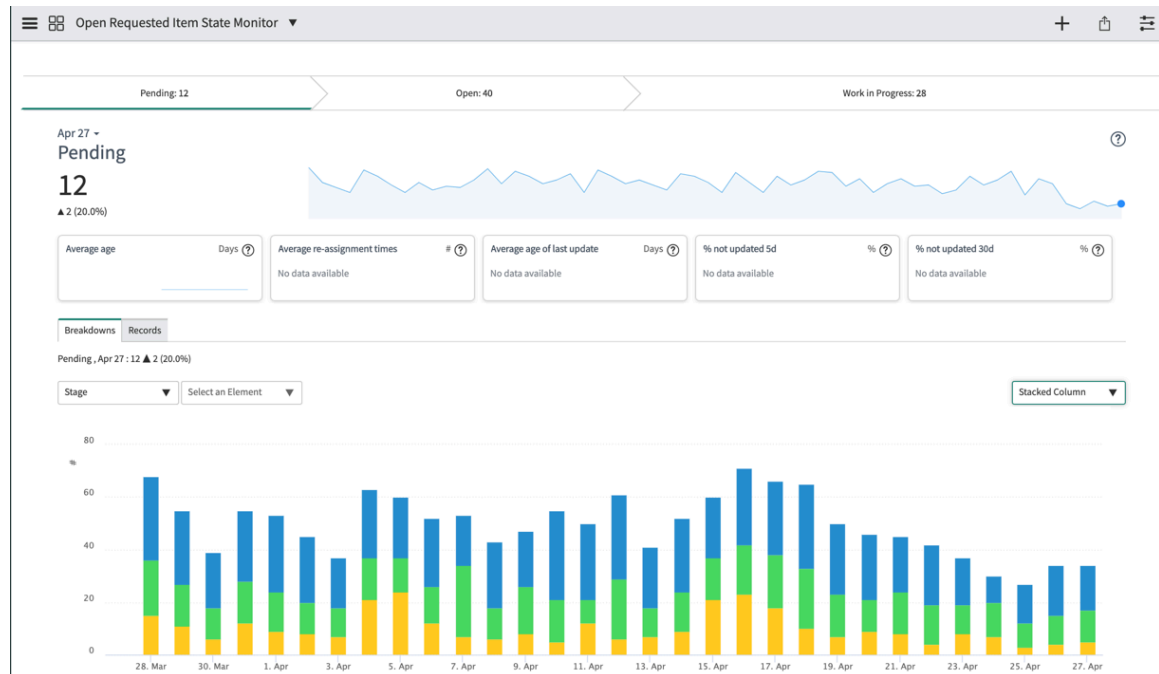 Open Requested Item State Monitor ▼
Pending: 12
Open: 40
Work in Progress: 28
Apr 27
Pending
12
▲ 2 (20.0%)
Average age Days ?
Average re-assignment times # ?
No data available
Average age of last update Days ?
No data available
% not updated 5d % ?
No data available
% not updated 30d % ?
No data available
Breakdowns Records
Pending , Apr 27 : 12 ▲ 2 (20.0%)
Stage ▼ Select an Element ▼ Stacked Column ▼
80
60
40
20
0
28. Mar 30. Mar 1. Apr 3. Apr 5. Apr 7. Apr 9. Apr 11. Apr 13. Apr 15. Apr 17. Apr 19. Apr 21. Apr 23. Apr 25. Apr 27. Apr